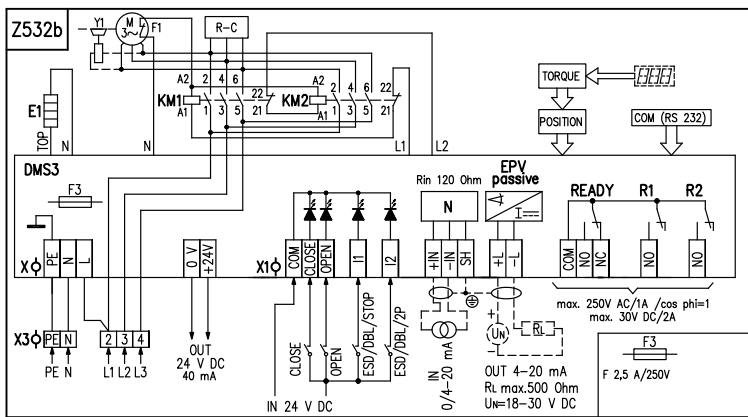 Z532b
Y1
M
3~
F1
R-C
A2
2 4 6
22
A2
2 4 6 22
E1
KM1
KM2
A1
1 3 5
21
A1
1 3 5 21
TOP
N
N
L1
L2
TORQUE
POSITION
COM (RS 232)
DMS3
F3
Rin 120 Ohm
N
EPV
passive
I
READY
R1
R2
X
PE
N
L
0 V
+24V
X1
COM
CLOSE
OPEN
I1
I2
+IN
-IN
SH
+L
-L
COM
NO
NC
NO
NO
max. 250V AC/1A /cos phi=1
max. 30V DC/2A
X3
PE N
2 3 4
PE N
L1 L2 L3
OUT
24 V DC
40 mA
CLOSE
OPEN
ESD/DBL/STOP
ESD/DBL/2P
IN 24 V DC
IN
0/4-20 mA
+
UN
-
RL
OUT 4-20 mA
RL max.500 Ohm
UN=18-30 V DC
F3
F 2,5 A/250V